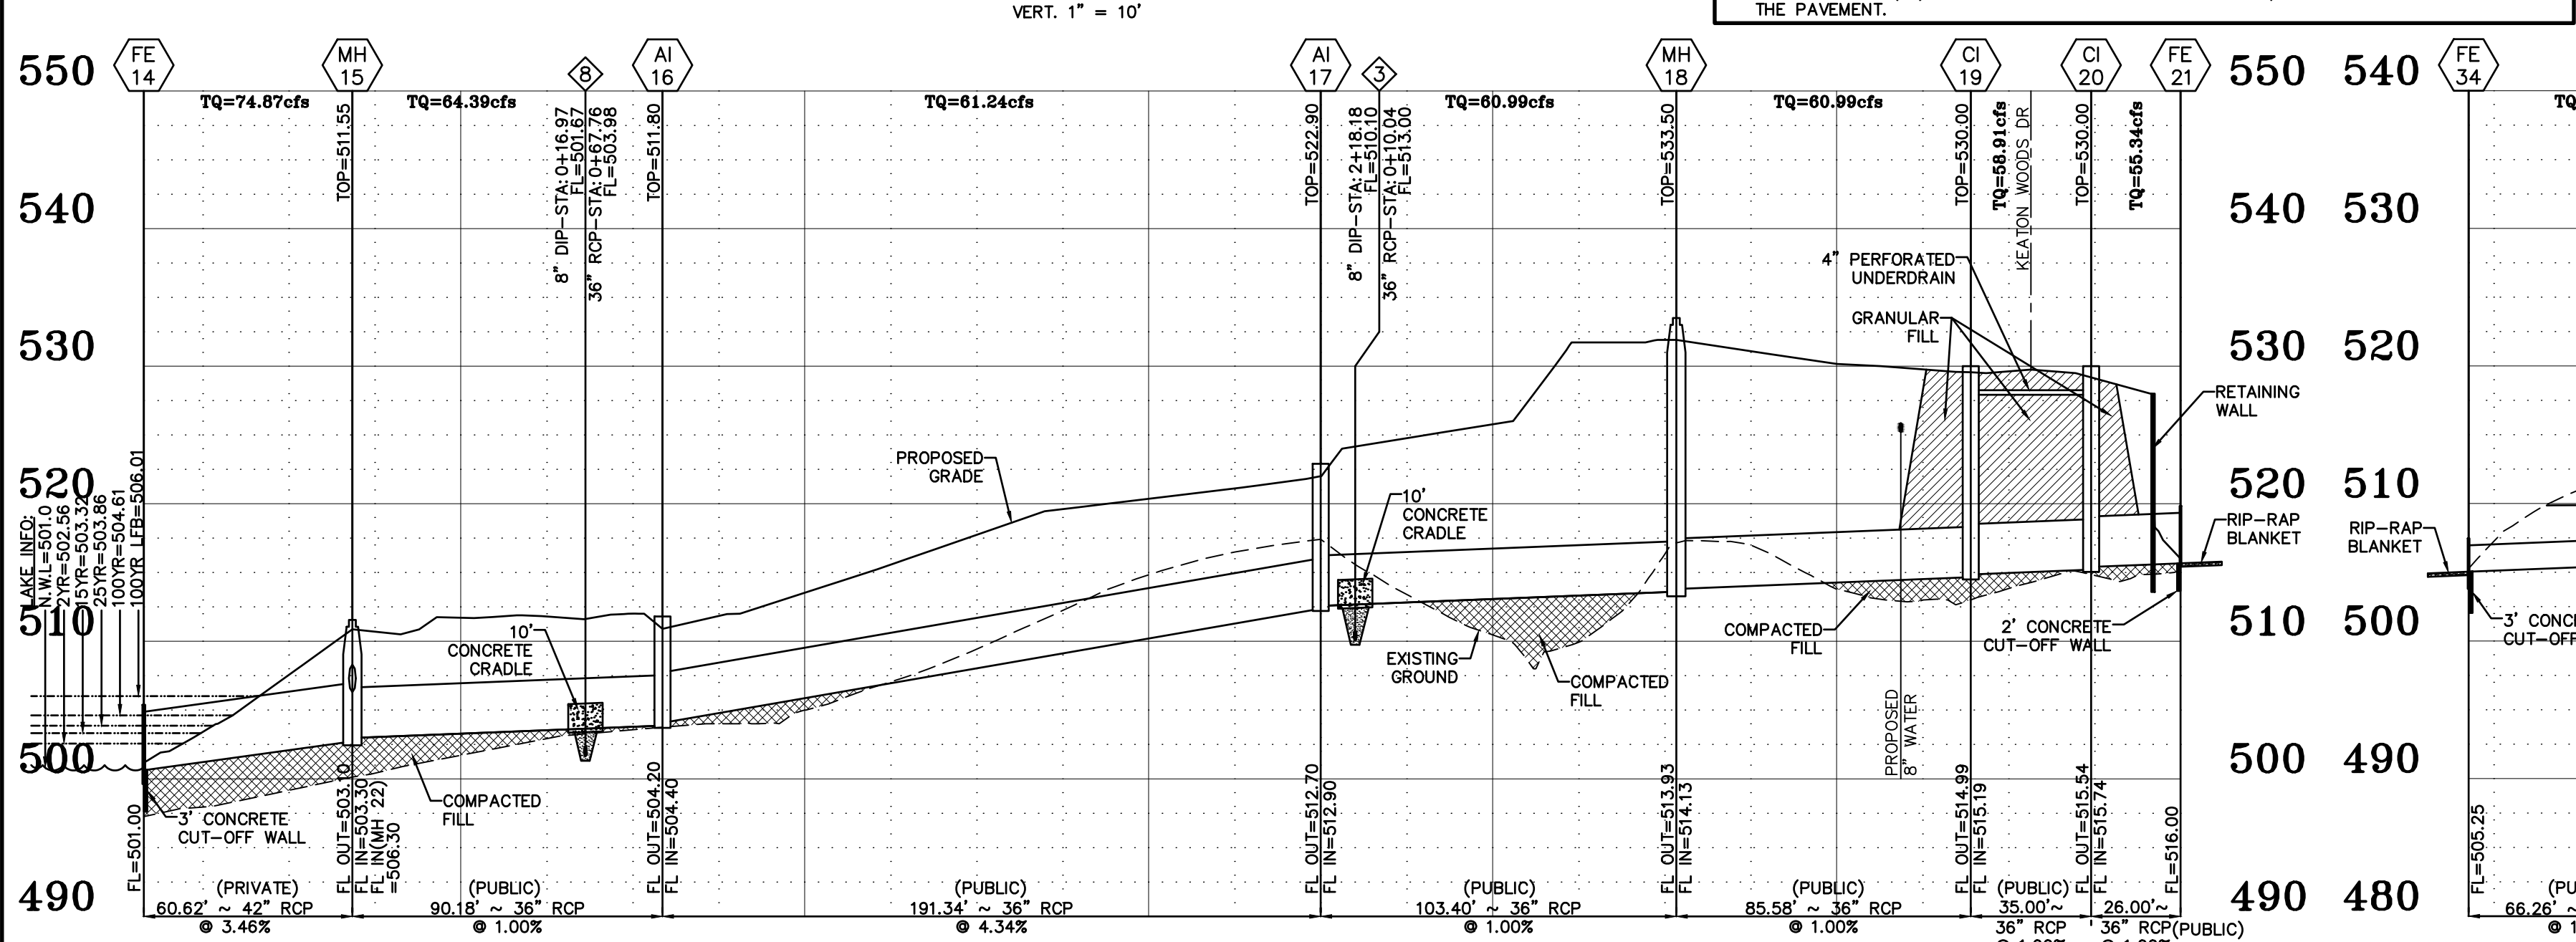 VERT. 1" = 10'
THE PAVEMENT.
550
FE
14
MH
15
8
AI
16
AI
17
3
MH
18
CI
19
CI
20
FE
21
550
540
FE
34
TQ=74.87cfs
TQ=64.39cfs
TQ=61.24cfs
TQ=60.99cfs
TQ=60.99cfs
TQ=58.91cfs
TQ=55.34cfs
TQ
TOP=511.55
8" DIP-STA: 0+16.97
FL=501.67
36" RCP-STA: 0+67.76
FL=503.98
TOP=511.80
TOP=522.90
8" DIP-STA: 2+18.18
FL=510.10
36" RCP-STA: 0+10.04
FL=513.00
TOP=533.50
TOP=530.00
KEATON WOODS DR
TOP=530.00
540
540
530
4" PERFORATED
UNDERDRAIN
GRANULAR
FILL
530
530
520
RETAINING
WALL
PROPOSED
GRADE
520
520
510
10'
CONCRETE
CRADLE
RIP-RAP
BLANKET
RIP-RAP
BLANKET
LAKE INFO:
N.W.L=501.0
2YR=502.56
15YR=503.32
25YR=503.86
100YR=504.61
100YR LFB=506.01
510
510
500
10'
CONCRETE
CRADLE
EXISTING
GROUND
COMPACTED
FILL
COMPACTED
FILL
2' CONCRETE
CUT-OFF WALL
3' CONC
CUT-OFF
PROPOSED
8" WATER
500
500
490
3' CONCRETE
CUT-OFF WALL
COMPACTED
FILL
FL=501.00
FL OUT=503.10
FL IN=503.30
FL IN(MH 22)
=506.30
FL OUT=504.20
FL IN=504.40
FL OUT=512.70
FL IN=512.90
FL OUT=513.93
FL IN=514.13
FL OUT=514.99
FL IN=515.19
FL OUT=515.54
FL IN=515.74
FL=516.00
FL=505.25
490
490
480
(PRIVATE)
60.62' ~ 42" RCP
@ 3.46%
(PUBLIC)
90.18' ~ 36" RCP
@ 1.00%
(PUBLIC)
191.34' ~ 36" RCP
@ 4.34%
(PUBLIC)
103.40' ~ 36" RCP
@ 1.00%
(PUBLIC)
85.58' ~ 36" RCP
@ 1.00%
(PUBLIC)
35.00'~
36" RCP
26.00'~
36" RCP(PUBLIC)
(PU
66.26' ~